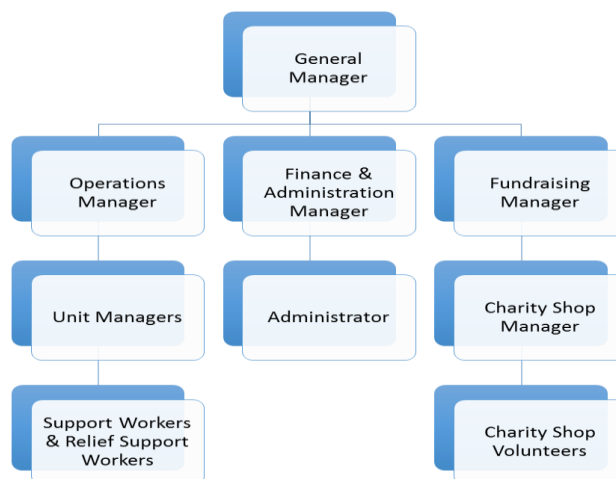 General
Manager
Operations
Manager
Finance &
Administration
Manager
Fundraising
Manager
Unit Managers
Administrator
Charity Shop
Manager
Support Workers
& Relief Support
Workers
Charity Shop
Volunteers